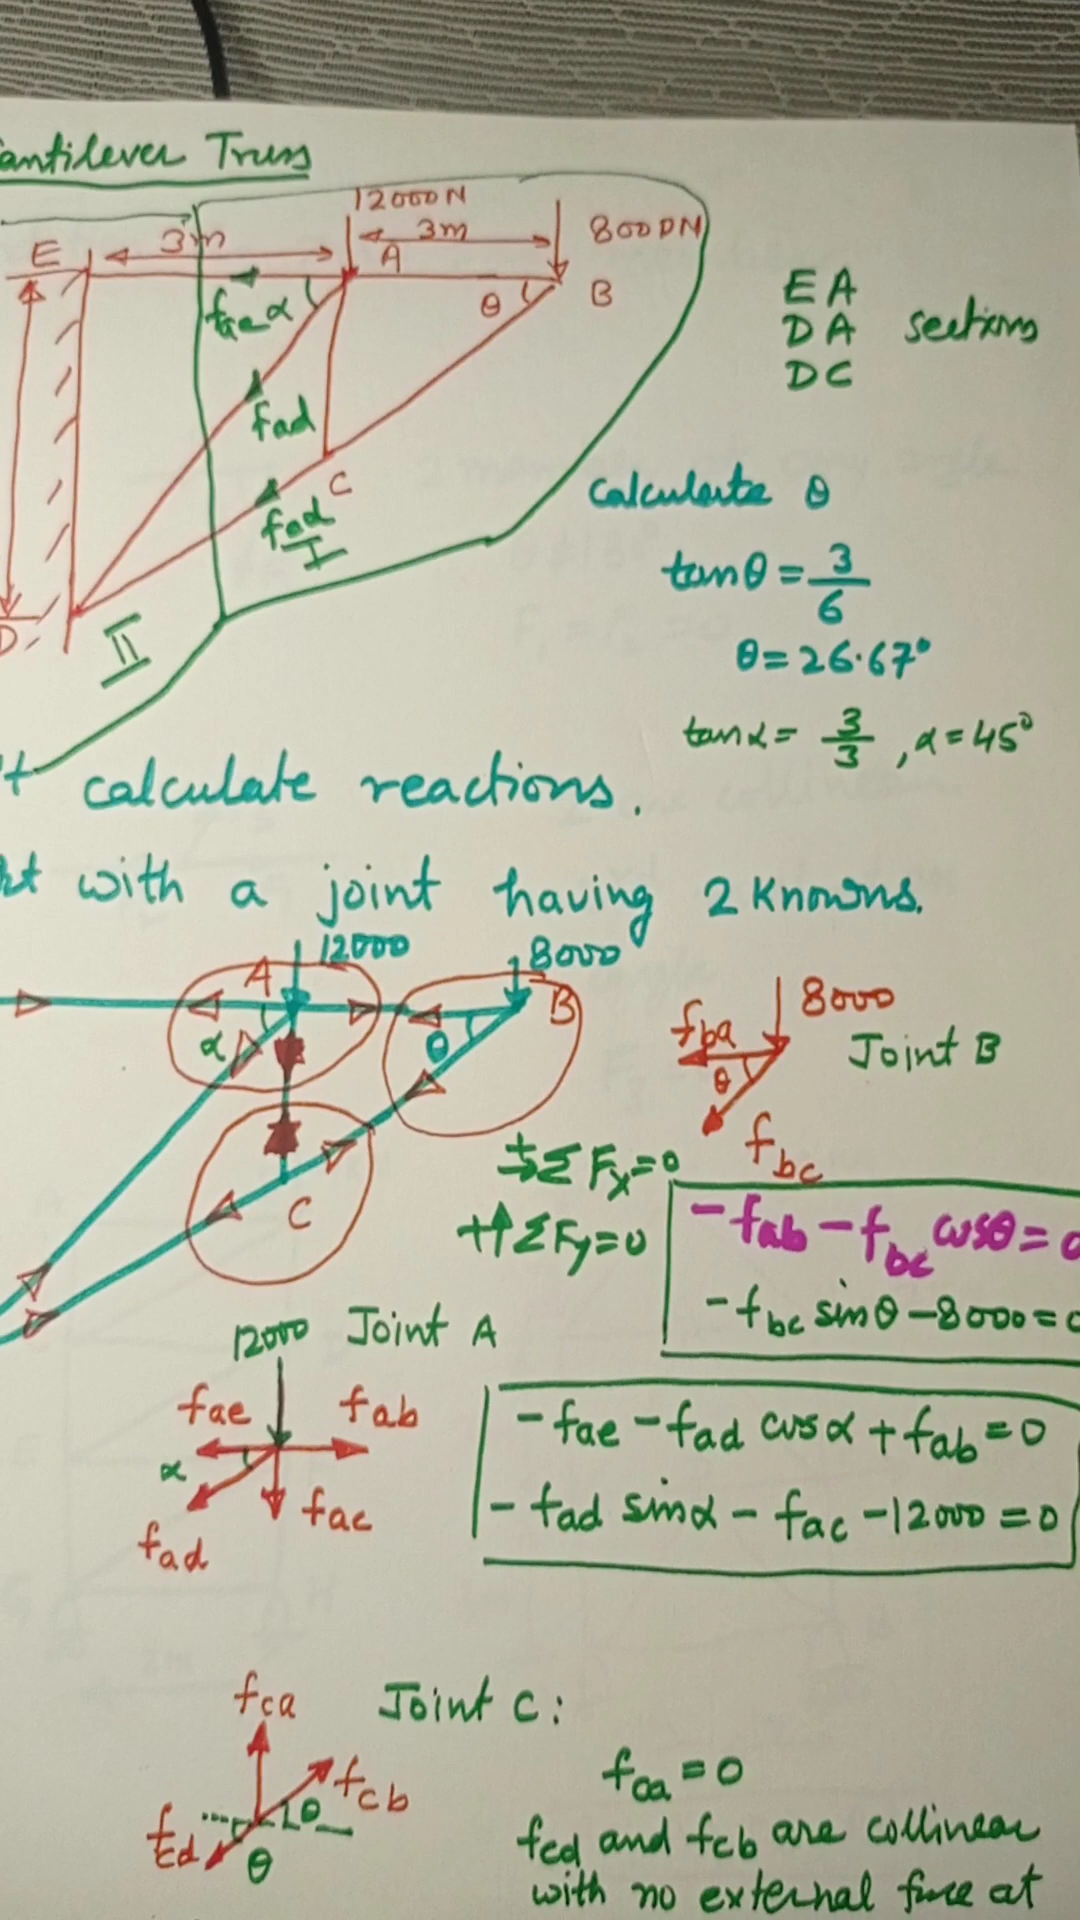 antilever Truss
12000N
3m
3m
8000N
E
A
B
fae
α
θ
fad
C
fad
I
II
D
EA
DA sections
DC
Calculate θ
tanθ = 3/6
θ = 26.67°
tanα = 3/3, α = 45°
t calculate reactions.
rt with a joint having 2 Knowns.
12000
8000
A
B
α
θ
C
8000
fba
Joint B
θ
fbc
+ΣFx=0
+↑ΣFy=0
-fab - fbc cosθ = 0
-fbc sinθ - 8000 = 0
12000 Joint A
fae
fab
α
fac
fad
-fae - fad cosα + fab = 0
- fad sinα - fac - 12000 = 0
fca Joint C:
fcb
θ
fcd
θ
fca = 0
fcd and fcb are collinear
with no external force at